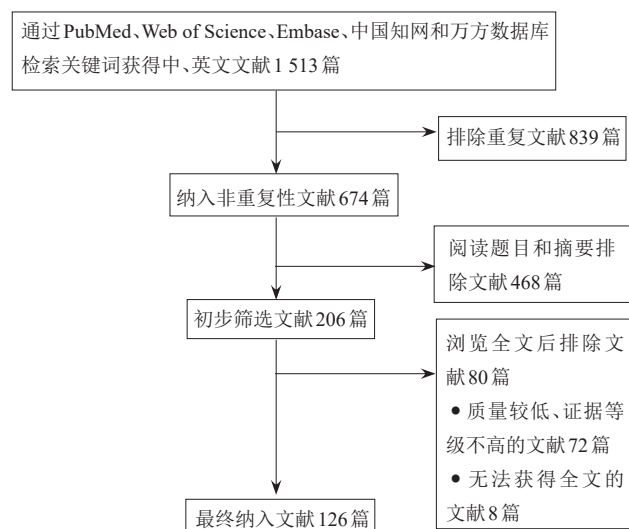 通过PubMed、Web of Science、Embase、中国知网和万方数据库
检索关键词获得中、英文文献1 513篇
排除重复文献839篇
纳入非重复性文献674篇
阅读题目和摘要排
除文献468篇
初步筛选文献206篇
浏览全文后排除文
献80篇
• 质量较低、证据等
级不高的文献72篇
• 无法获得全文的
文献8篇
最终纳入文献126篇